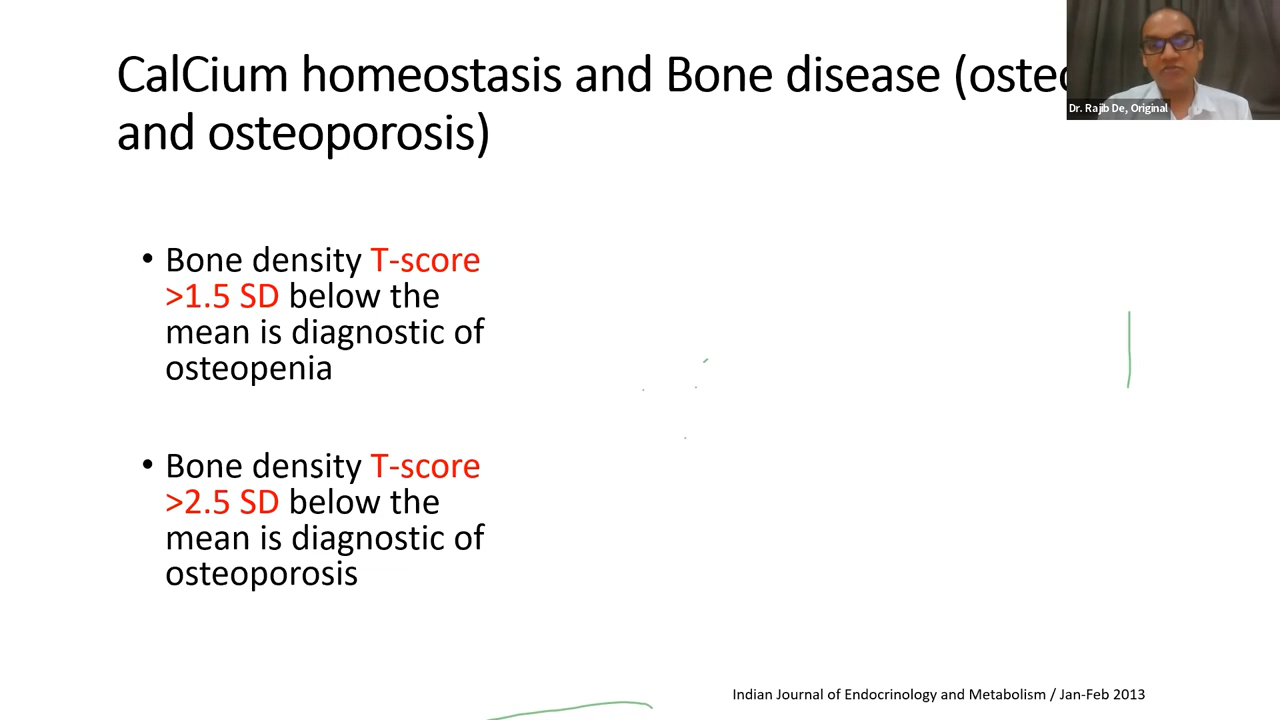 CalCium homeostasis and Bone disease (osteo
and osteoporosis)
Dr. Rajib De, Original
• Bone density T-score
>1.5 SD below the
mean is diagnostic of
osteopenia
• Bone density T-score
>2.5 SD below the
mean is diagnostic of
osteoporosis
Indian Journal of Endocrinology and Metabolism / Jan-Feb 2013